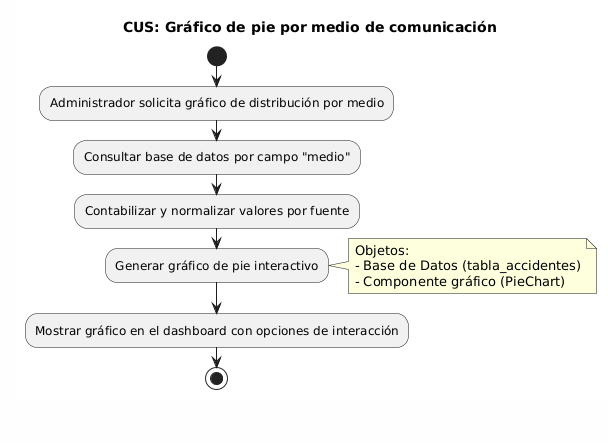 CUS: Gráfico de pie por medio de comunicación
Administrador solicita gráfico de distribución por medio
Consultar base de datos por campo "medio"
Contabilizar y normalizar valores por fuente
Generar gráfico de pie interactivo
Objetos:
- Base de Datos (tabla_accidentes)
- Componente gráfico (PieChart)
Mostrar gráfico en el dashboard con opciones de interacción